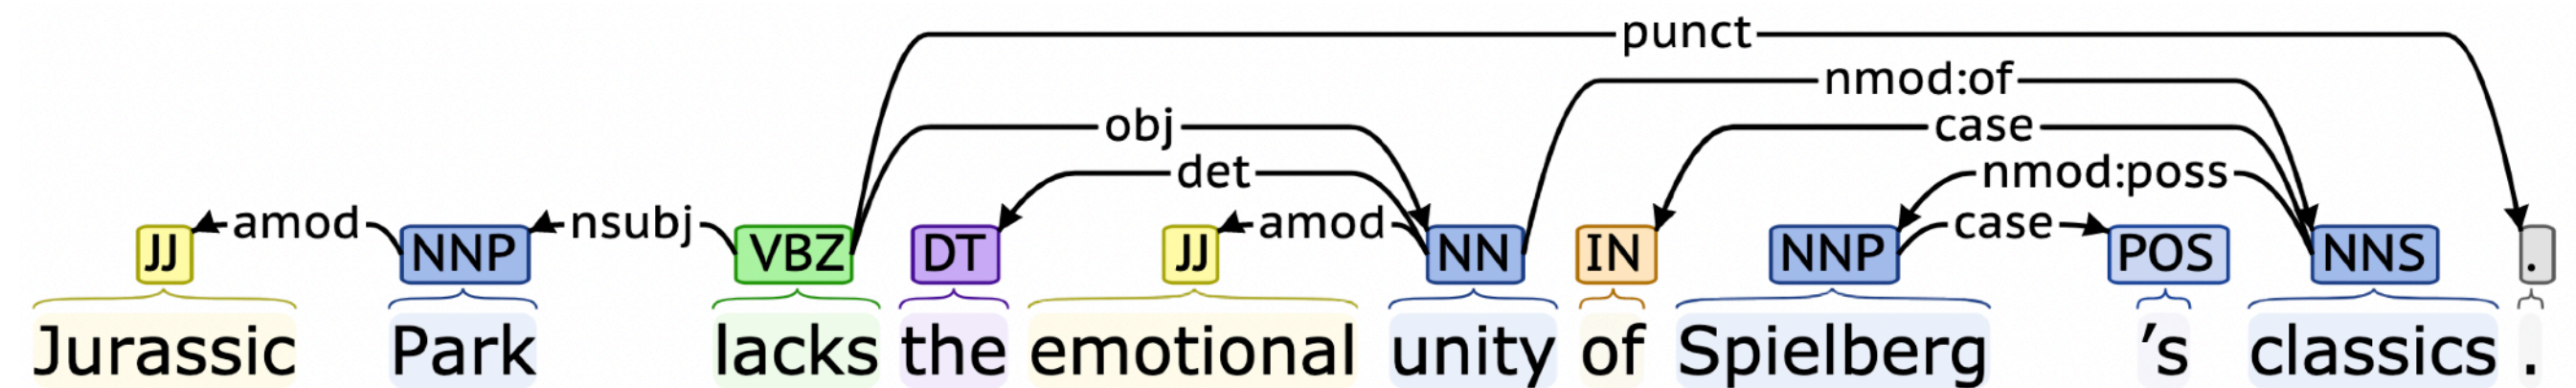 punct
nmod:of
obj case
det nmod:poss
amod nsubj amod case
JJ NNP VBZ DT JJ NN IN NNP POS NNS .
Jurassic Park lacks the emotional unity of Spielberg ’s classics .